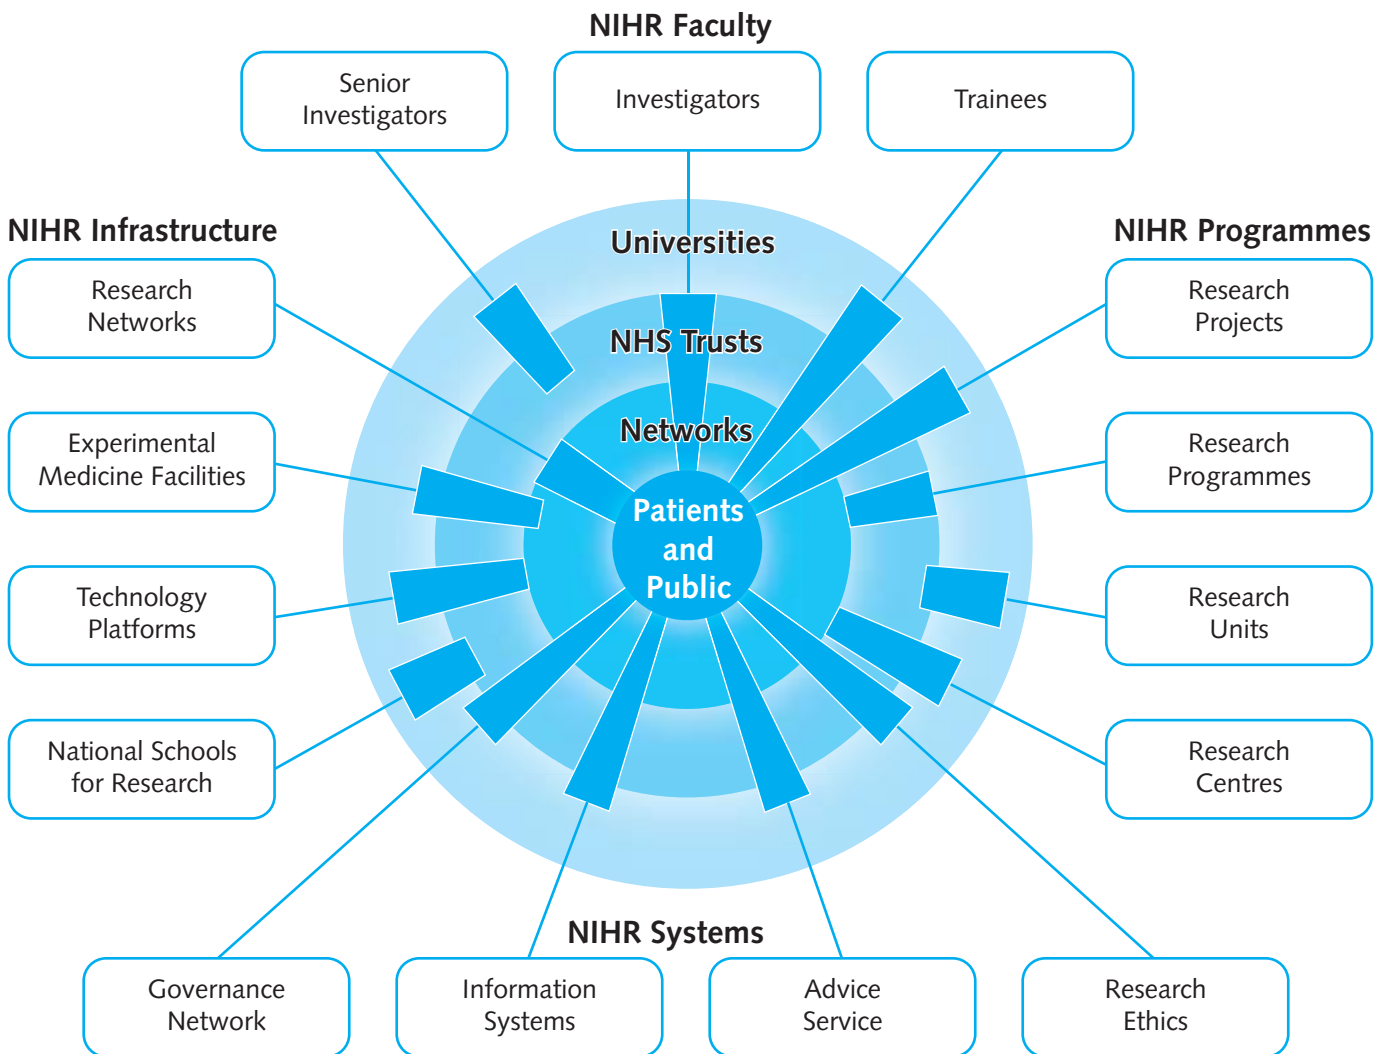 NIHR Faculty
Senior
Investigators
Investigators
Trainees
NIHR Infrastructure
Research
Networks
Experimental
Medicine Facilities
Technology
Platforms
National Schools
for Research
Universities
NHS Trusts
Networks
Patients
and
Public
NIHR Programmes
Research
Projects
Research
Programmes
Research
Units
Research
Centres
NIHR Systems
Governance
Network
Information
Systems
Advice
Service
Research
Ethics